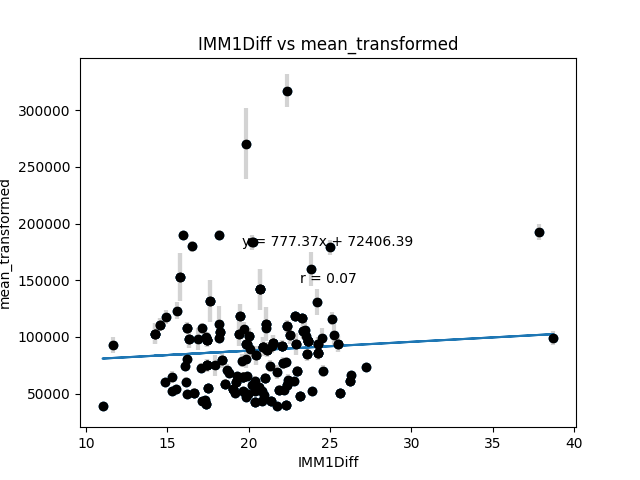 IMM1Diff vs mean_transformed
mean_transformed
300000
250000
200000
150000
100000
50000
y = 777.37x + 72406.39
r = 0.07
10 15 20 25 30 35 40
IMM1Diff